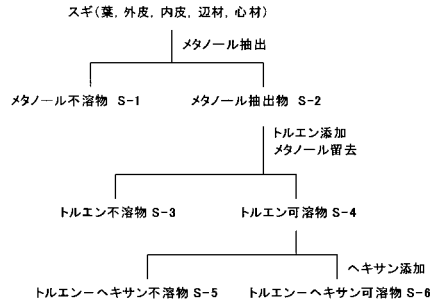 スギ(葉, 外皮, 内皮, 辺材, 心材)
メタノール抽出
メタノール不溶物 S-1
メタノール抽出物 S-2
トルエン添加
メタノール留去
トルエン不溶物 S-3
トルエン可溶物 S-4
ヘキサン添加
トルエンーヘキサン不溶物 S-5
トルエンーヘキサン可溶物 S-6